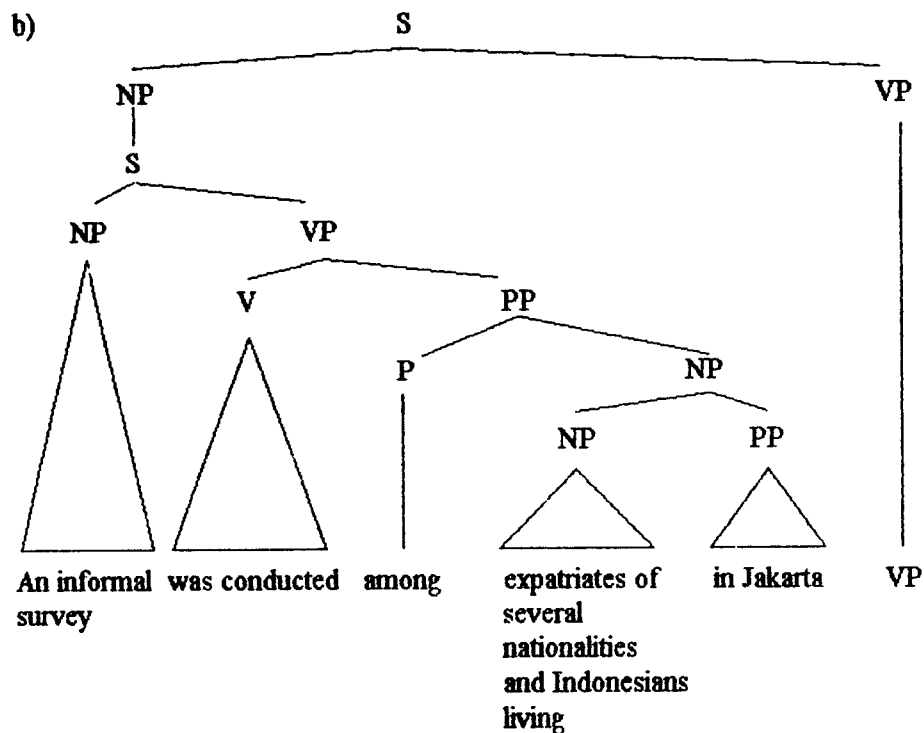 b)
S
NP VP
S
NP VP
V PP
P NP
NP PP
An informal was conducted among expatriates of in Jakarta VP
survey several
nationalities
and Indonesians
living